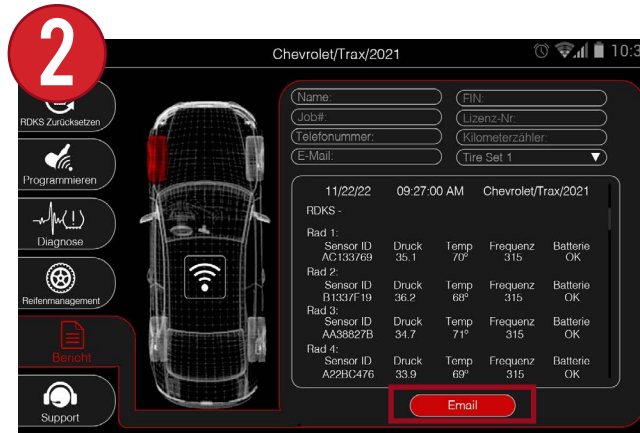 2
Chevrolet/Trax/2021
10:3
RDKS Zurücksetzen
Programmieren
Diagnose
Reifenmanagement
Bericht
Support
Name:
FIN:
Job#:
Lizenz-Nr:
Telefonummer:
Kilometerzähler:
E-Mail:
Tire Set 1
11/22/22 09:27:00 AM Chevrolet/Trax/2021
RDKS -
Rad 1:
Sensor ID Druck Temp Frequenz Batterie
AC133769 35.1 70° 315 OK
Rad 2:
Sensor ID Druck Temp Frequenz Batterie
B1337F19 36.2 68° 315 OK
Rad 3:
Sensor ID Druck Temp Frequenz Batterie
AA38827B 34.7 71° 315 OK
Rad 4:
Sensor ID Druck Temp Frequenz Batterie
A22BC476 33.9 69° 315 OK
Email